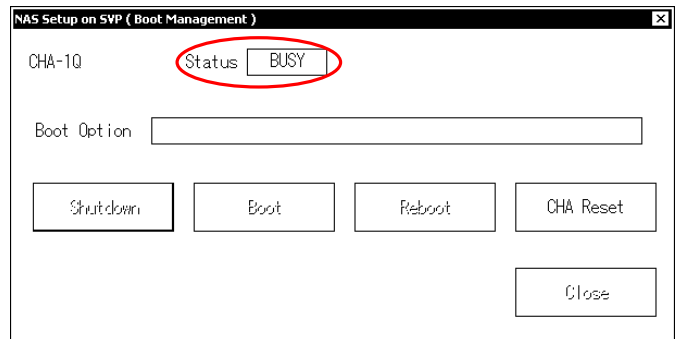 NAS Setup on SVP ( Boot Management )
CHA-1Q Status BUSY
Boot Option
Shutdown Boot Reboot CHA Reset
Close